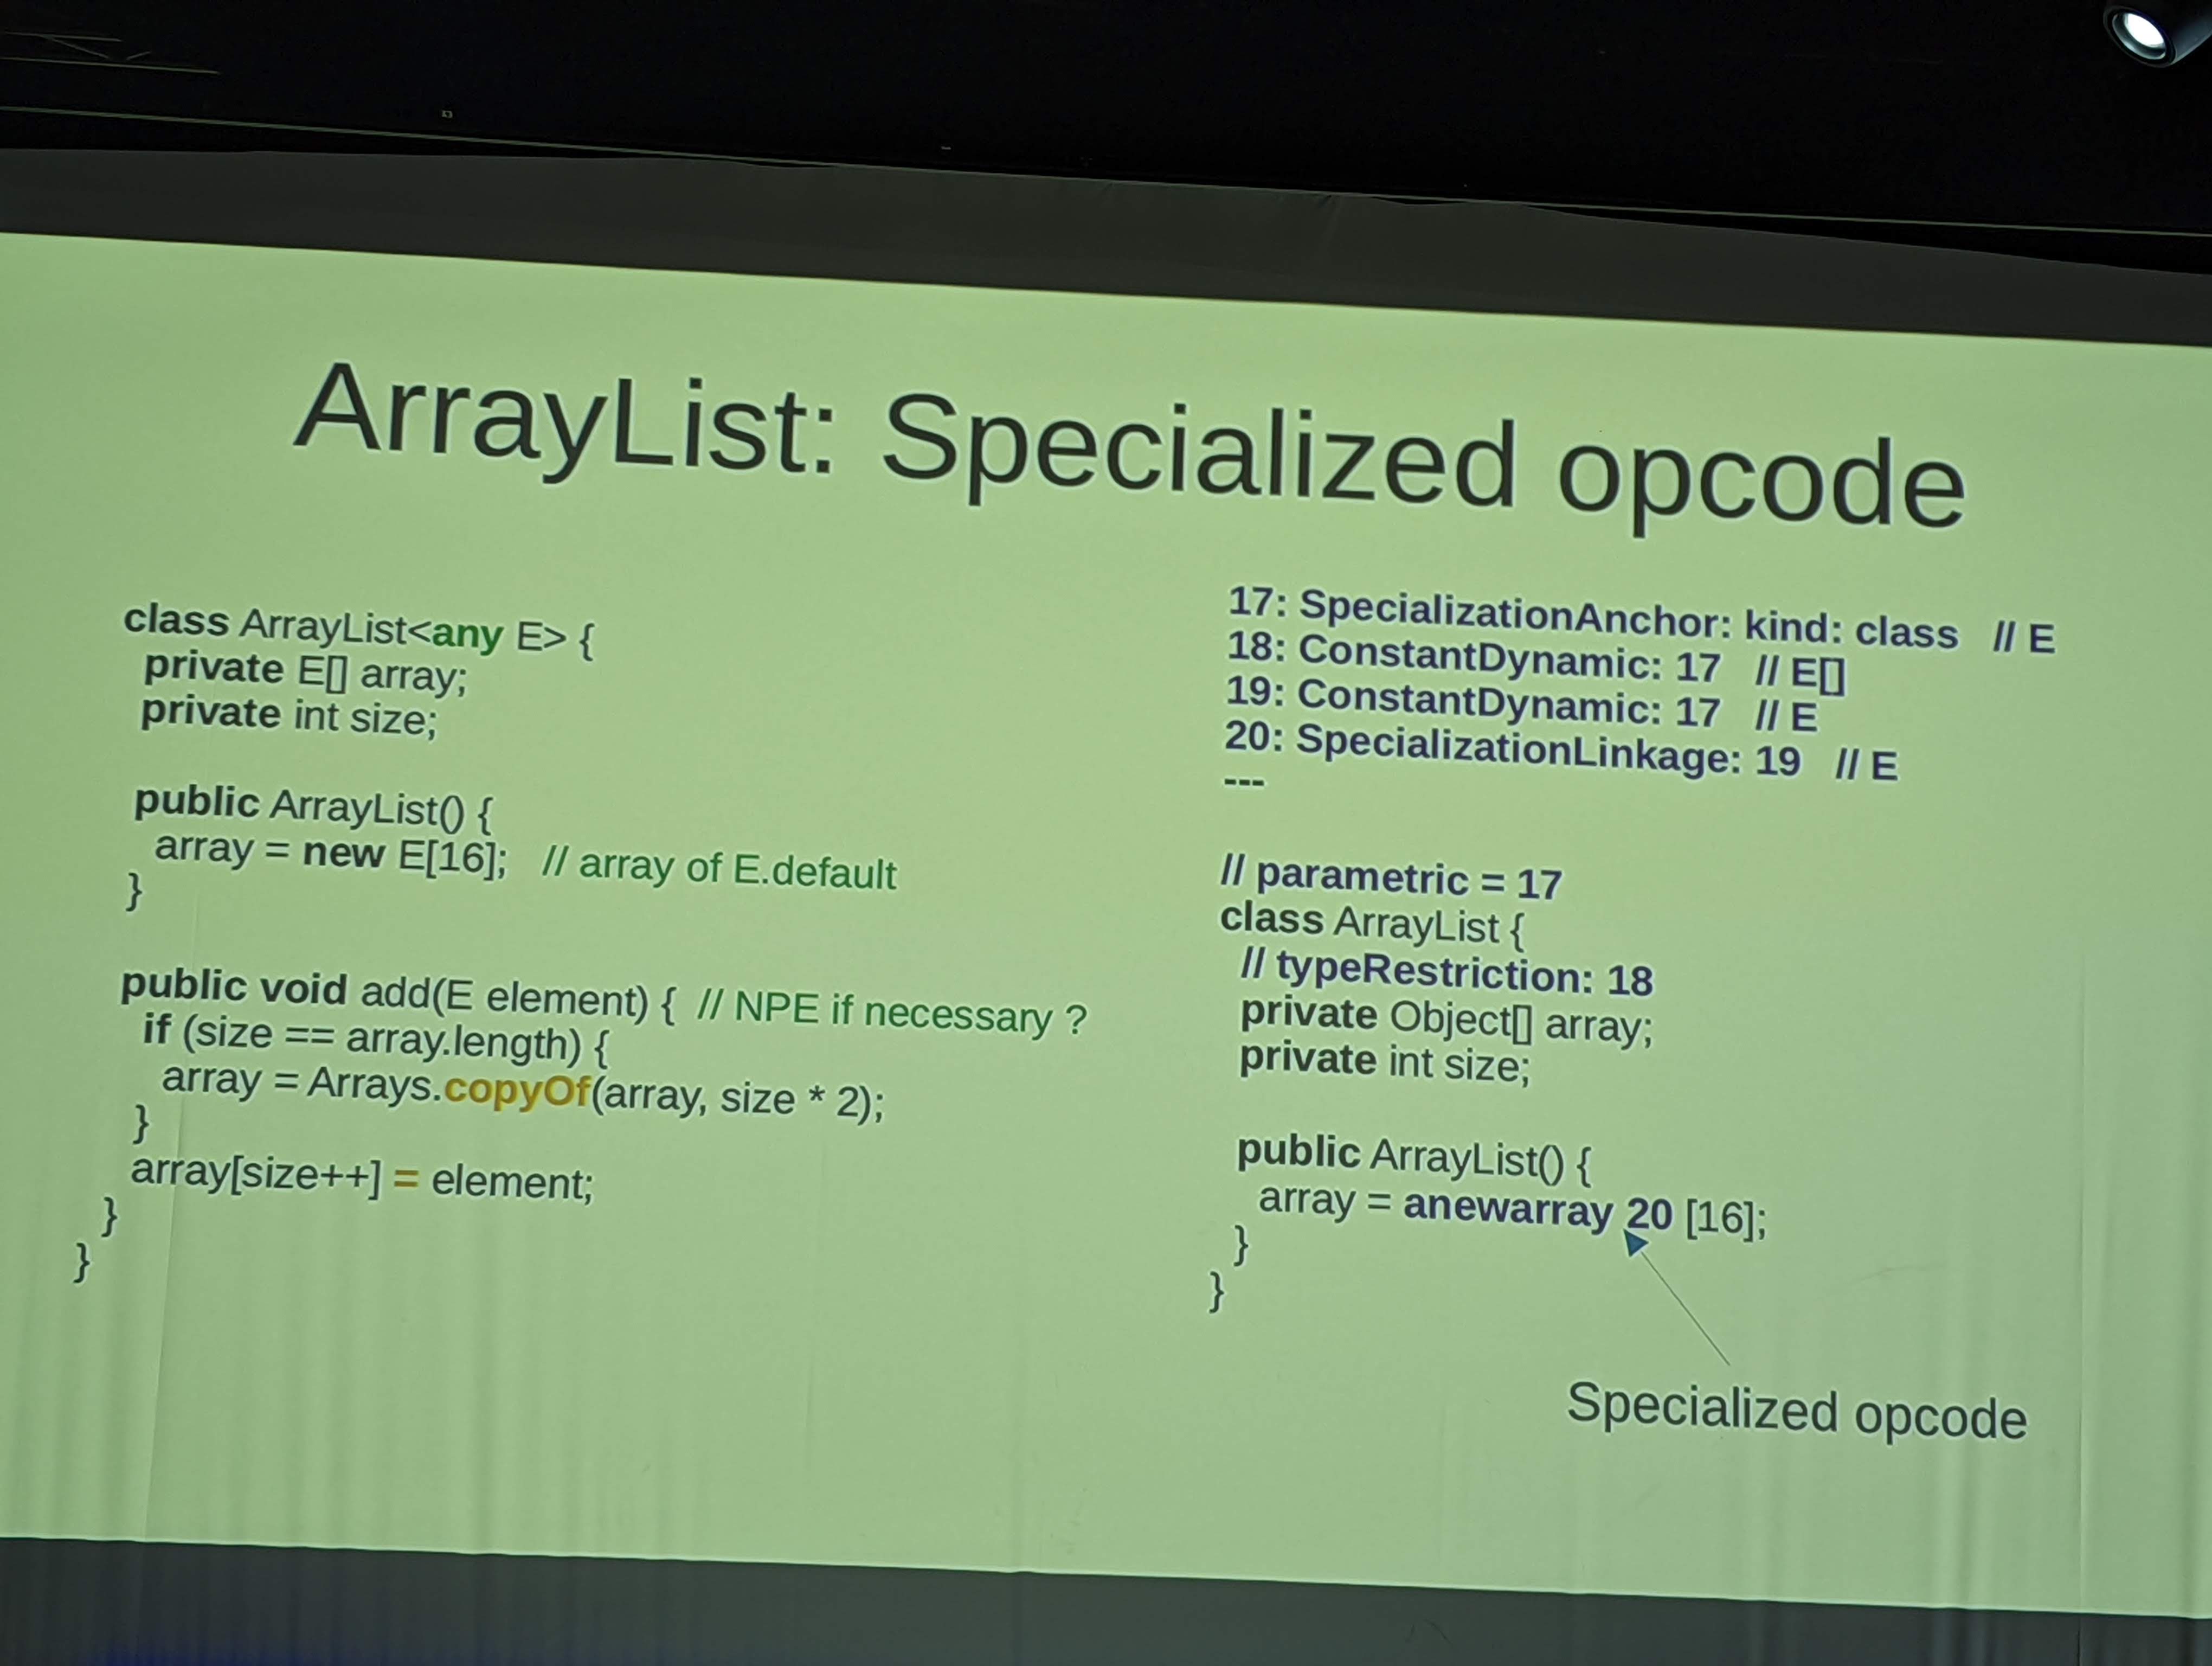 ArrayList: Specialized opcode
class ArrayList<any E> {
private E[] array;
private int size;
public ArrayList() {
array = new E[16];   // array of E.default
}
public void add(E element) {  // NPE if necessary ?
if (size == array.length) {
array = Arrays.copyOf(array, size * 2);
}
array[size++] = element;
}
}
17: SpecializationAnchor: kind: class   // E
18: ConstantDynamic: 17   // E[]
19: ConstantDynamic: 17   // E
20: SpecializationLinkage: 19   // E
---
// parametric = 17
class ArrayList {
// typeRestriction: 18
private Object[] array;
private int size;
public ArrayList() {
array = anewarray 20 [16];
}
}
Specialized opcode